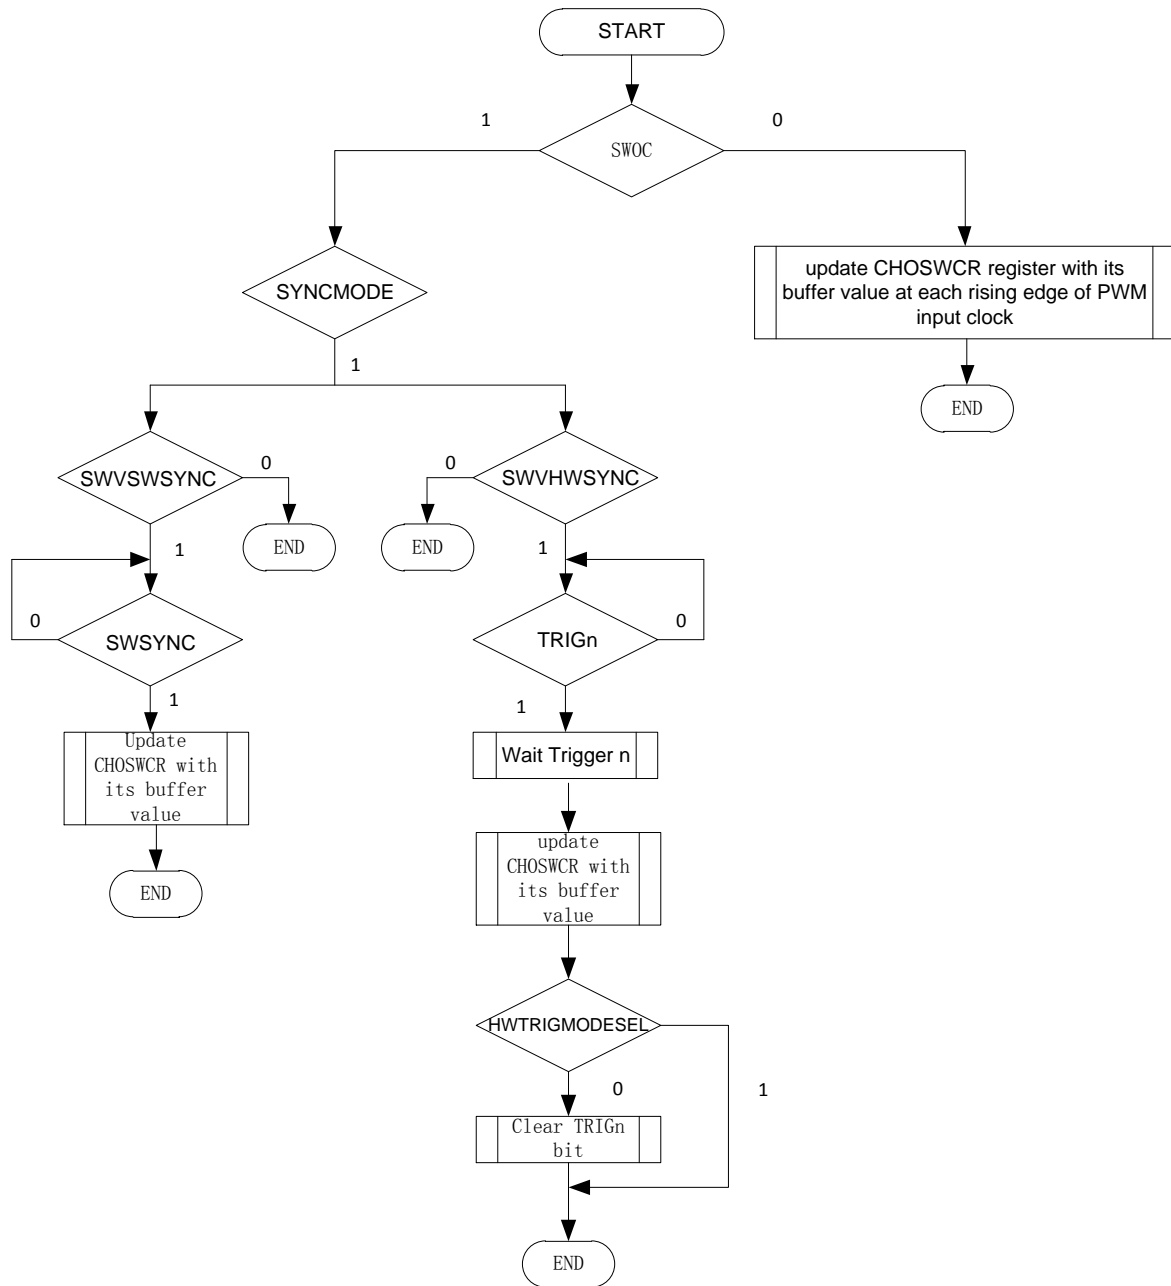 START
1
0
SWOC
SYNCMODE
update CHOSWCR register with its
buffer value at each rising edge of PWM
input clock
1
END
SWVSWSYNC
0
0
SWVHWSYNC
1
END
END
1
0
SWSYNC
TRIGn
0
1
1
Update
CHOSWCR with
its buffer
value
Wait Trigger n
update
CHOSWCR with
its buffer
value
END
HWTRIGMODESEL
0
1
Clear TRIGn
bit
END